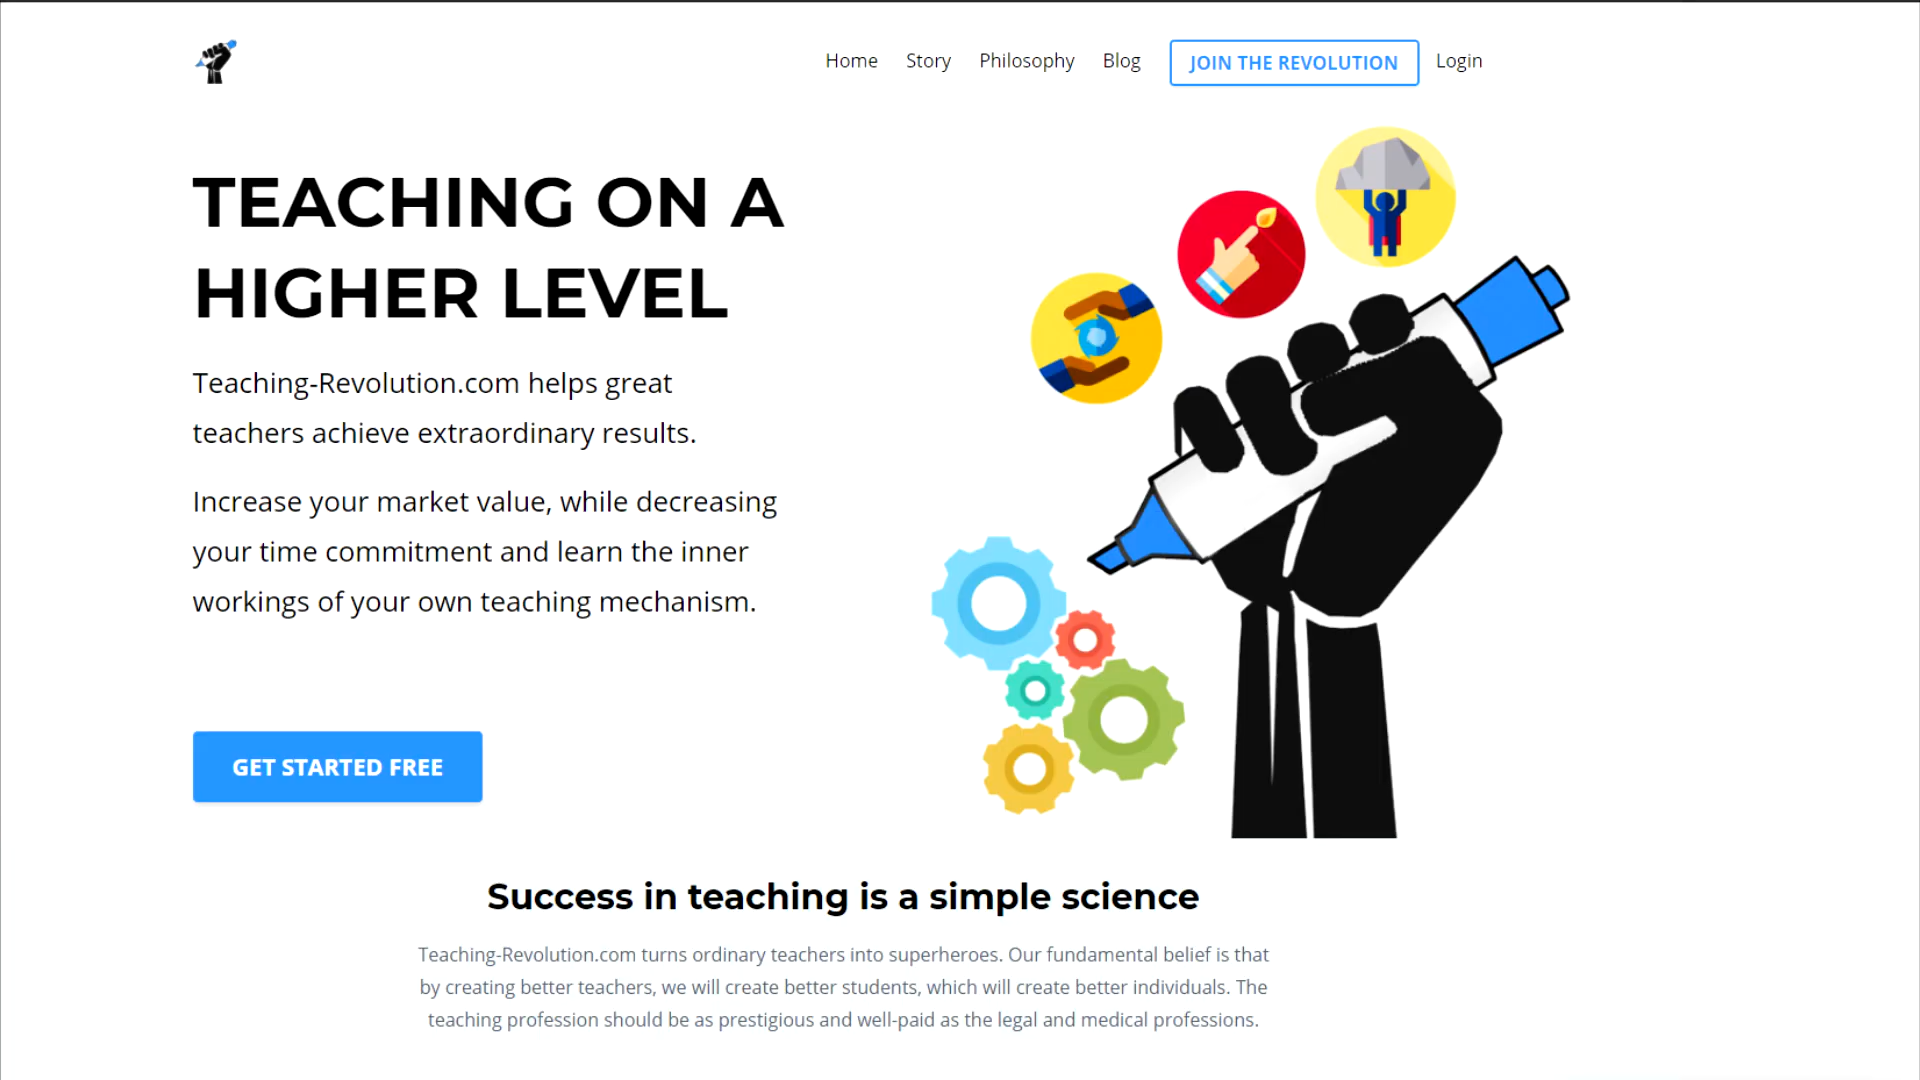 Home
Story
Philosophy
Blog
JOIN THE REVOLUTION
Login
TEACHING ON A
HIGHER LEVEL
Teaching-Revolution.com helps great
teachers achieve extraordinary results.
Increase your market value, while decreasing
your time commitment and learn the inner
workings of your own teaching mechanism.
GET STARTED FREE
Success in teaching is a simple science
Teaching-Revolution.com turns ordinary teachers into superheroes. Our fundamental belief is that
by creating better teachers, we will create better students, which will create better individuals. The
teaching profession should be as prestigious and well-paid as the legal and medical professions.